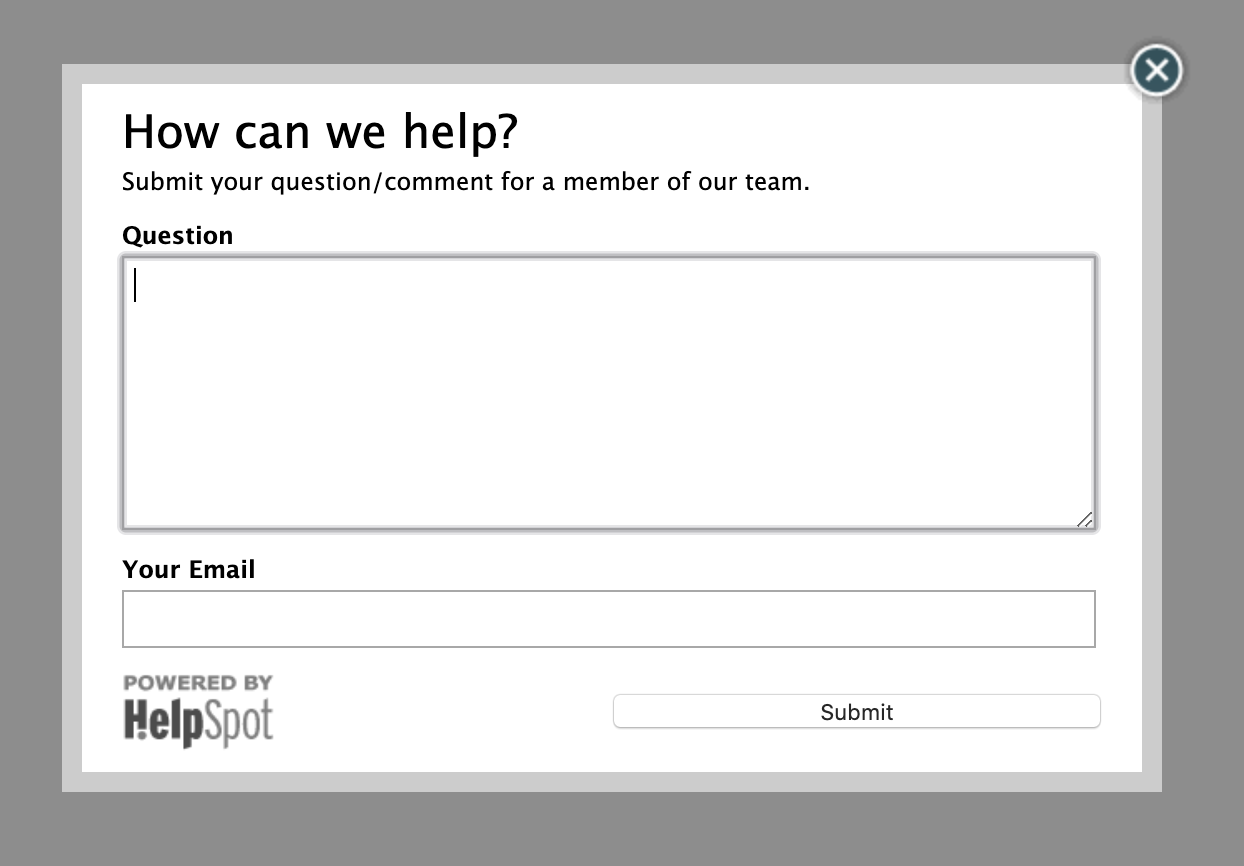 How can we help?
Submit your question/comment for a member of our team.
Question
Your Email
POWERED BY
HelpSpot
Submit